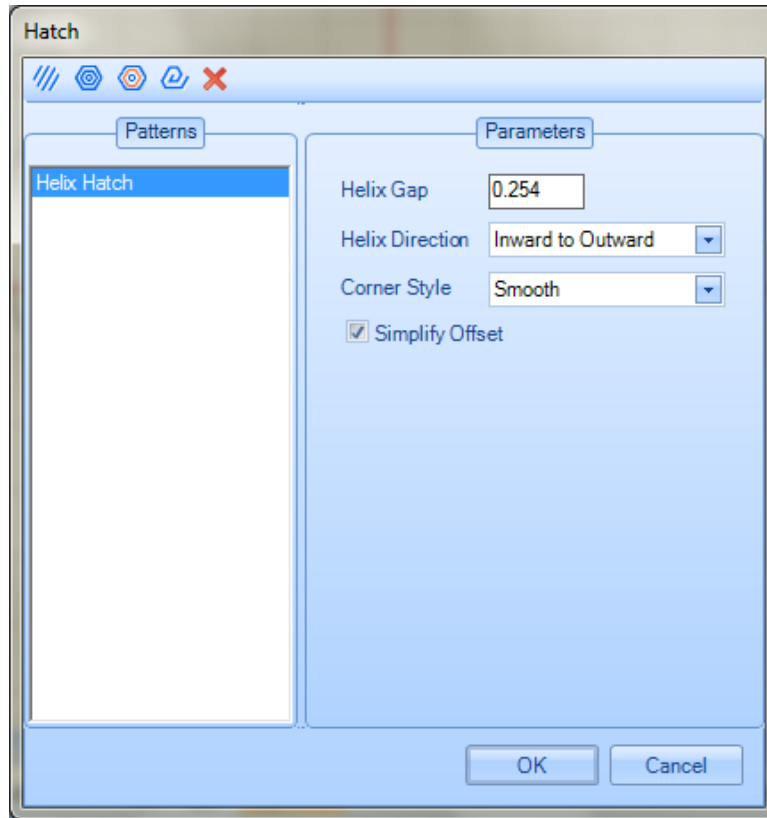 Hatch
Patterns
Parameters
Helix Hatch
Helix Gap 0.254
Helix Direction Inward to Outward
Corner Style Smooth
Simplify Offset
OK Cancel